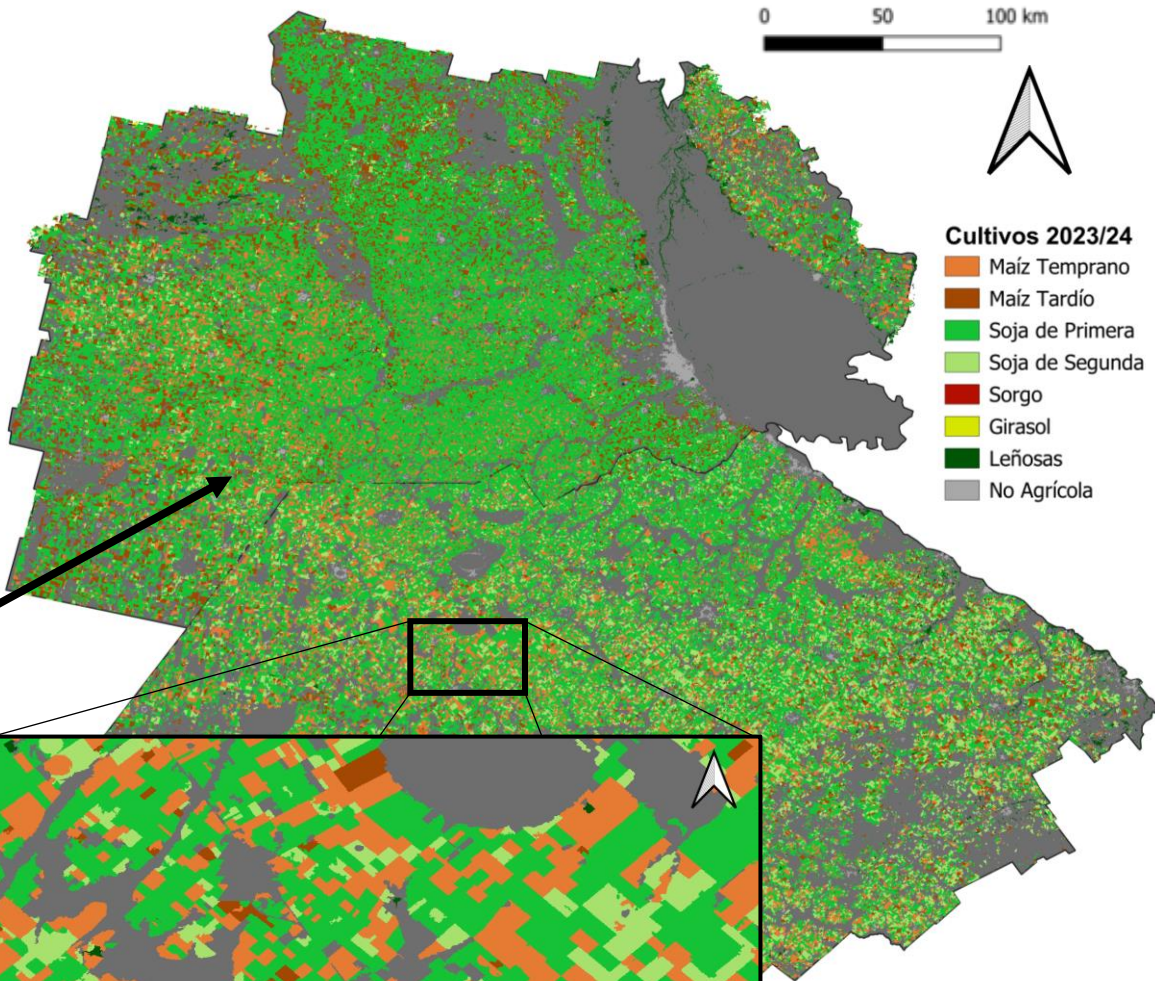 0 50 100 km
Cultivos 2023/24
Maíz Temprano
Maíz Tardío
Soja de Primera
Soja de Segunda
Sorgo
Girasol
Leñosas
No Agrícola